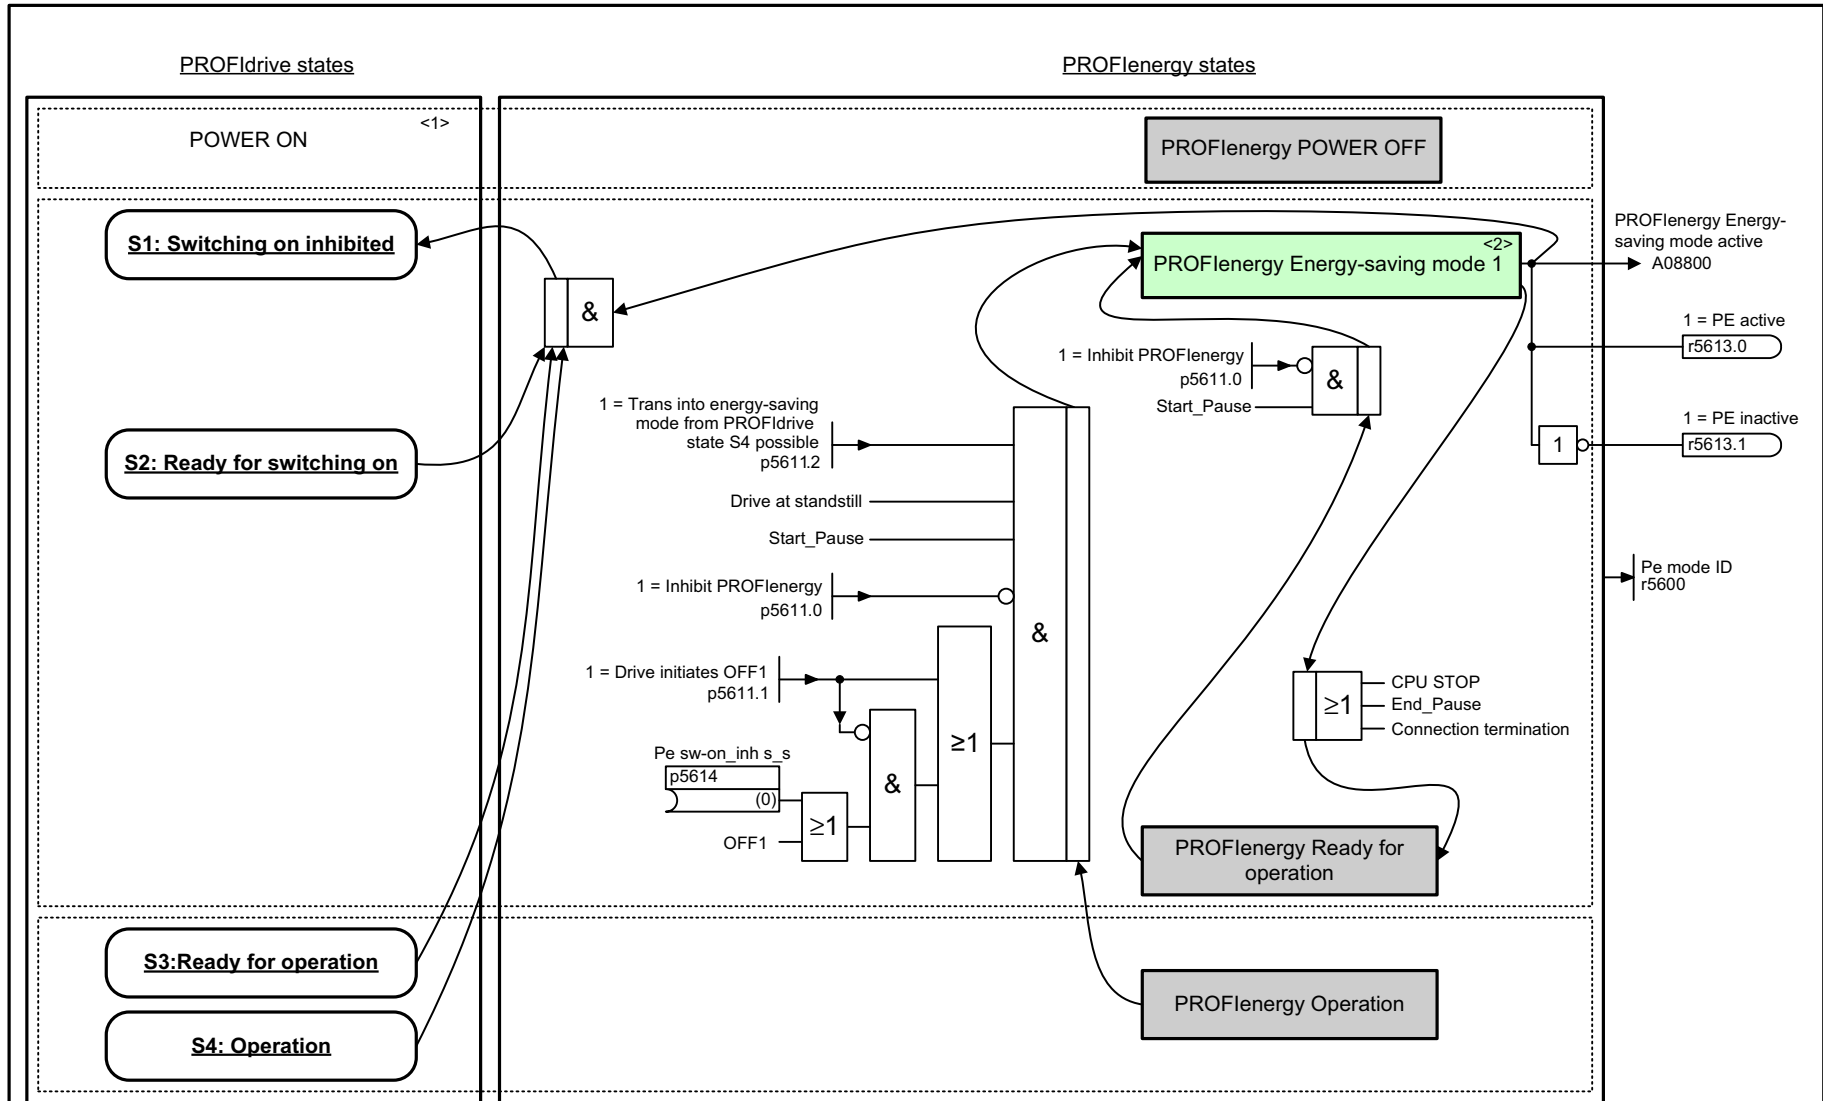 PROFIdrive states
PROFIenergy states
POWER ON
<1>
PROFIenergy POWER OFF
S1: Switching on inhibited
<2>
PROFIenergy Energy-saving mode 1
PROFIenergy Energy-
saving mode active
A08800
&
1 = PE active
r5613.0
1 = Inhibit PROFIenergy
p5611.0
&
Start_Pause
1 = PE inactive
r5613.1
1
1 = Trans into energy-saving
mode from PROFIdrive
state S4 possible
p5611.2
S2: Ready for switching on
Drive at standstill
Start_Pause
1 = Inhibit PROFIenergy
p5611.0
Pe mode ID
r5600
&
1 = Drive initiates OFF1
p5611.1
CPU STOP
End_Pause
Connection termination
≥1
≥1
Pe sw-on_inh s_s
p5614
(0)
&
≥1
OFF1
PROFIenergy Ready for
operation
S3:Ready for operation
PROFIenergy Operation
S4: Operation